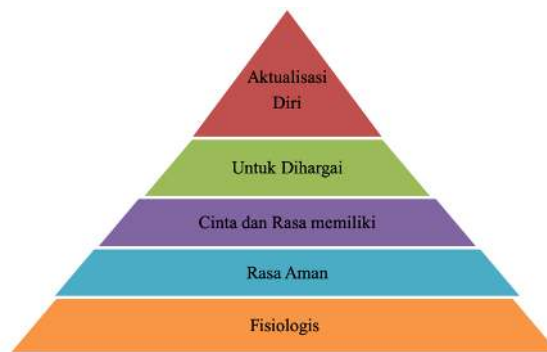 Aktualisasi
Diri
Untuk Dihargai
Cinta dan Rasa memiliki
Rasa Aman
Fisiologis